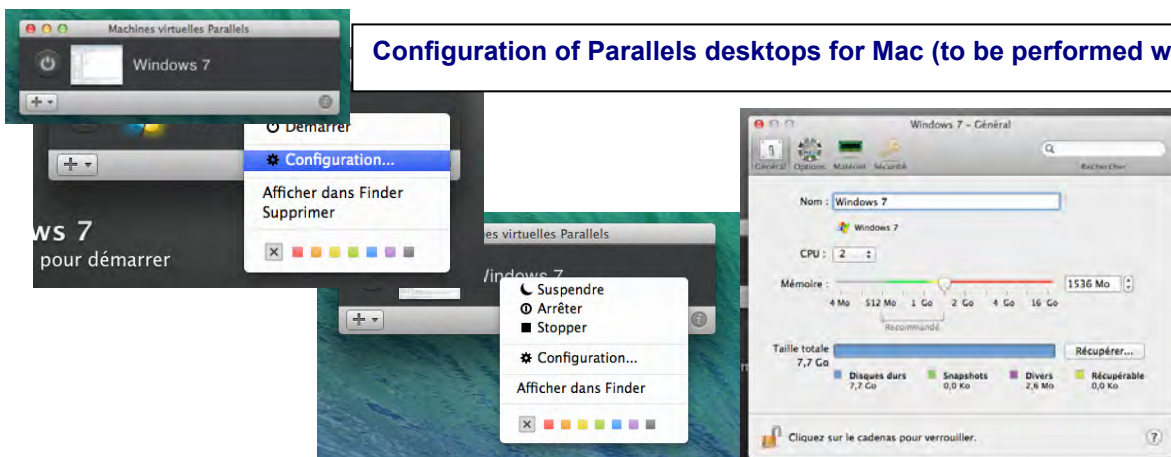 Machines virtuelles Parallels
Windows 7
Configuration of Parallels desktops for Mac (to be performed w
Démarrer
Configuration...
Afficher dans Finder
Supprimer
ws 7
pour démarrer
es virtuelles Parallels
Windows 7
Suspendre
Arrêter
Stopper
Configuration...
Afficher dans Finder
Windows 7 – Général
Général Options Matériel Sécurité
Rechercher
Nom : Windows 7
Windows 7
CPU : 2
Mémoire : 1536 Mo
4 Mo 512 Mo 1 Go 2 Go 4 Go 16 Go
Recommandé
Taille totale
7,7 Go
Récupérer...
Disques durs Snapshots Divers Récupérable
7,7 Go 0,0 Ko 2,6 Mo 0,0 Ko
Cliquez sur le cadenas pour verrouiller.
?